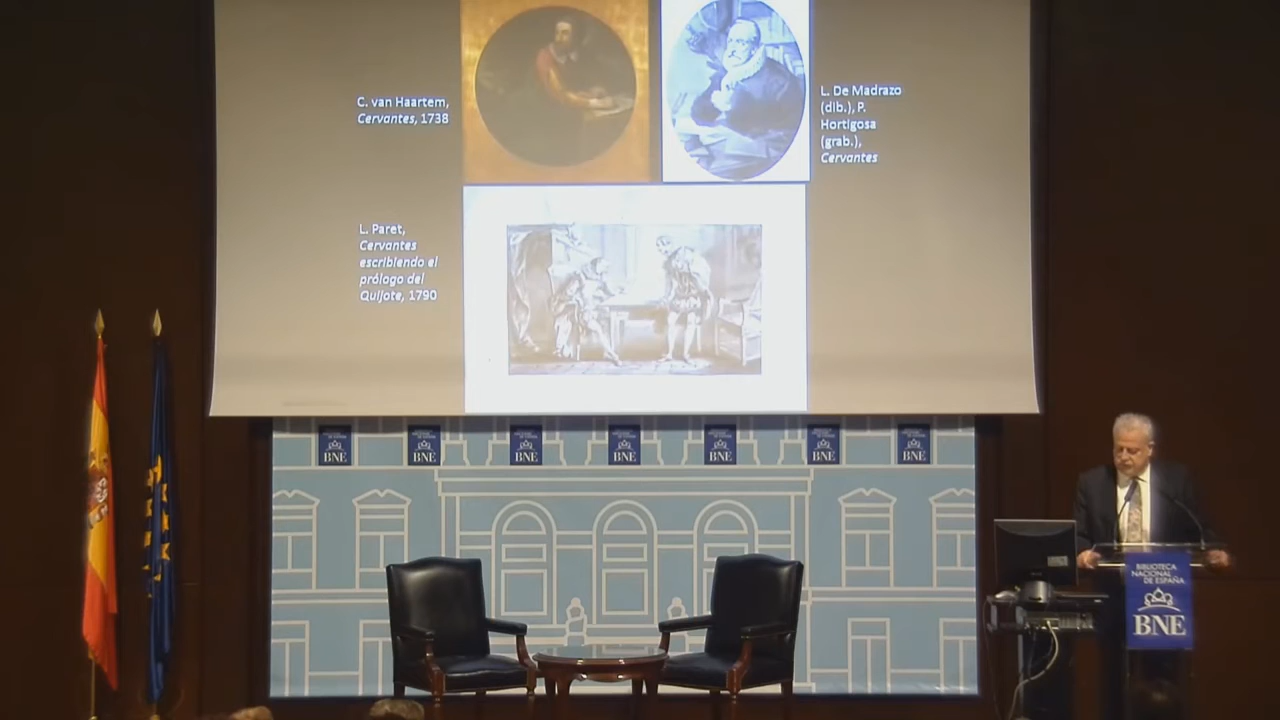 C. van Haartem,
Cervantes, 1738
L. De Madrazo
(dib.), P.
Hortigosa
(grab.),
Cervantes
L. Paret,
Cervantes
escribiendo el
prólogo del
Quijote, 1790
BNE
BNE
BNE
BNE
BNE
BNE
BNE
BIBLIOTECA
NACIONAL
DE ESPAÑA
BNE